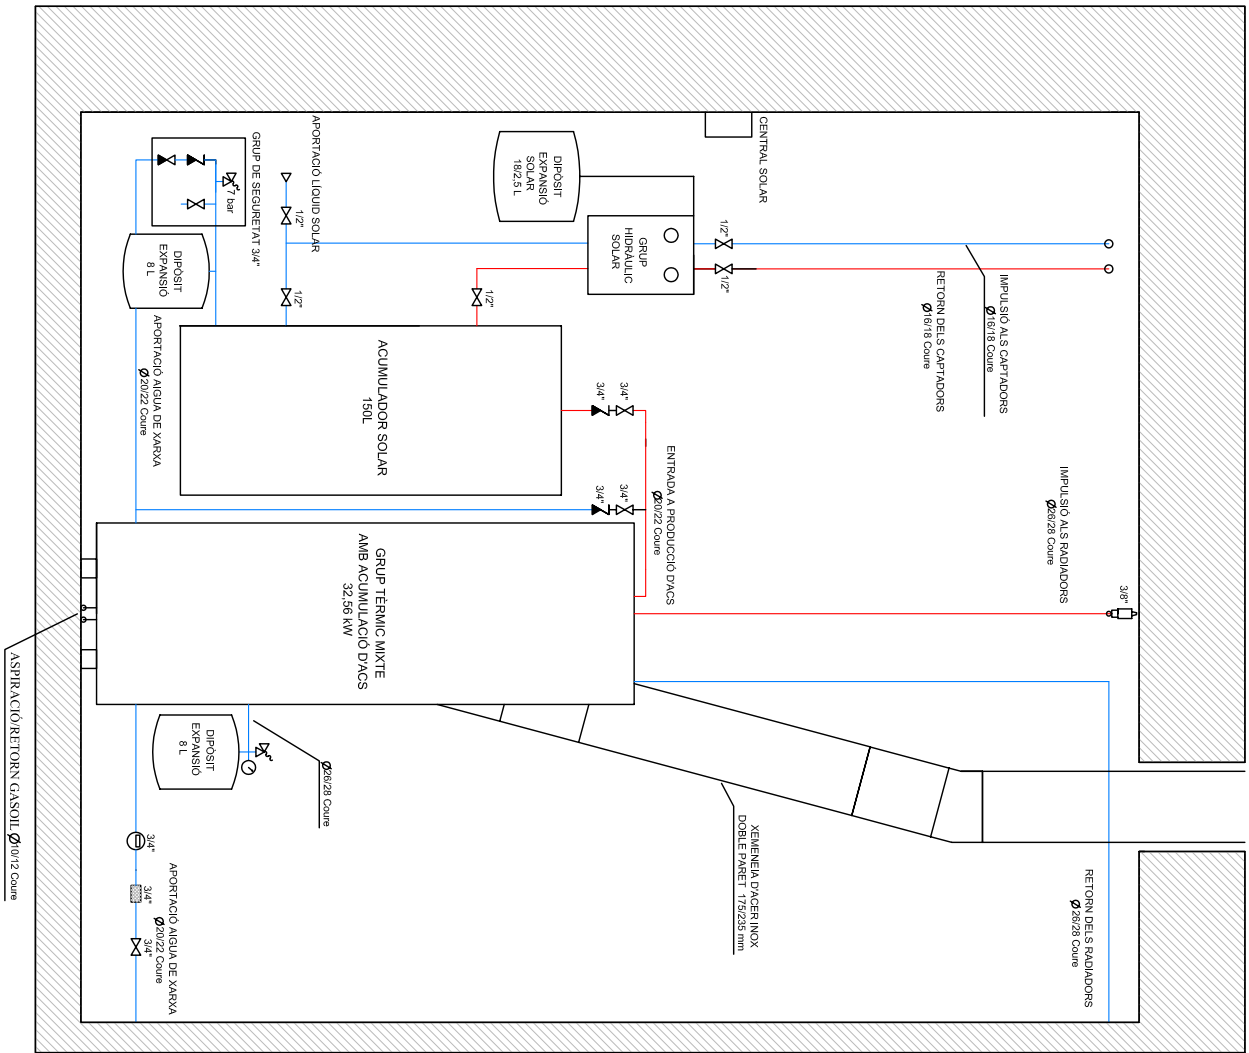 CENTRAL SOLAR
DIPÒSIT
EXPANSIÓ
SOLAR
18/2,5 L
GRUP
HIDRÀULIC
SOLAR
1/2"
1/2"
IMPULSIÓ ALS CAPTADORS
Ø16/18 Coure
RETORN DELS CAPTADORS
Ø16/18 Coure
APORTACIÓ LÍQUID SOLAR
1/2"
1/2"
1/2"
GRUP DE SEGURETAT 3/4"
7 bar
DIPÒSIT
EXPANSIÓ
8 L
APORTACIÓ AIGUA DE XARXA
Ø20/22 Coure
ACUMULADOR SOLAR
150L
3/4"
3/4"
3/4"
3/4"
ENTRADA A PRODUCCIÓ D'ACS
Ø20/22 Coure
IMPULSIÓ ALS RADIADORS
Ø26/28 Coure
3/8"
GRUP TÈRMIC MIXTE
AMB ACUMULACIÓ D'ACS
32,56 kW
ASPIRACIÓ/RETORN GASOIL Ø10/12 Coure
DIPÒSIT
EXPANSIÓ
8 L
Ø26/28 Coure
XEMENEIA D'ACER INOX
DOBLE PARET 175/235 mm
RETORN DELS RADIADORS
Ø26/28 Coure
3/4"
3/4"
3/4"
APORTACIÓ AIGUA DE XARXA
Ø20/22 Coure